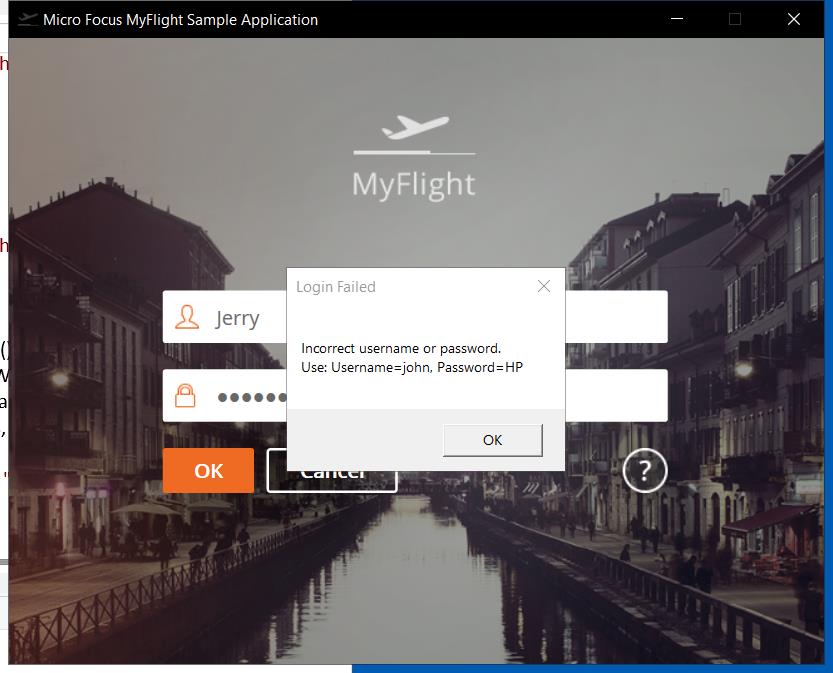 Micro Focus MyFlight Sample Application
MyFlight
Login Failed
Jerry
Incorrect username or password.
Use: Username=john, Password=HP
OK
OK
Cancel
?